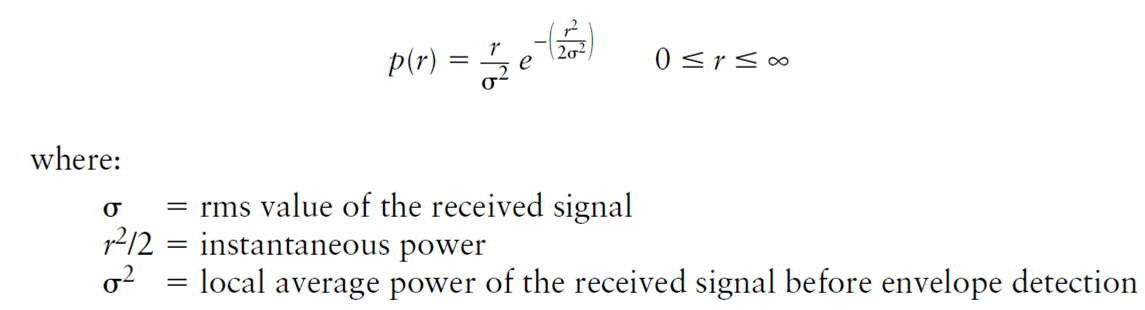 p(r) = r/σ² e^−(r²/2σ²) 0 ≤ r ≤ ∞
where:
σ = rms value of the received signal
r²/2 = instantaneous power
σ² = local average power of the received signal before envelope detection